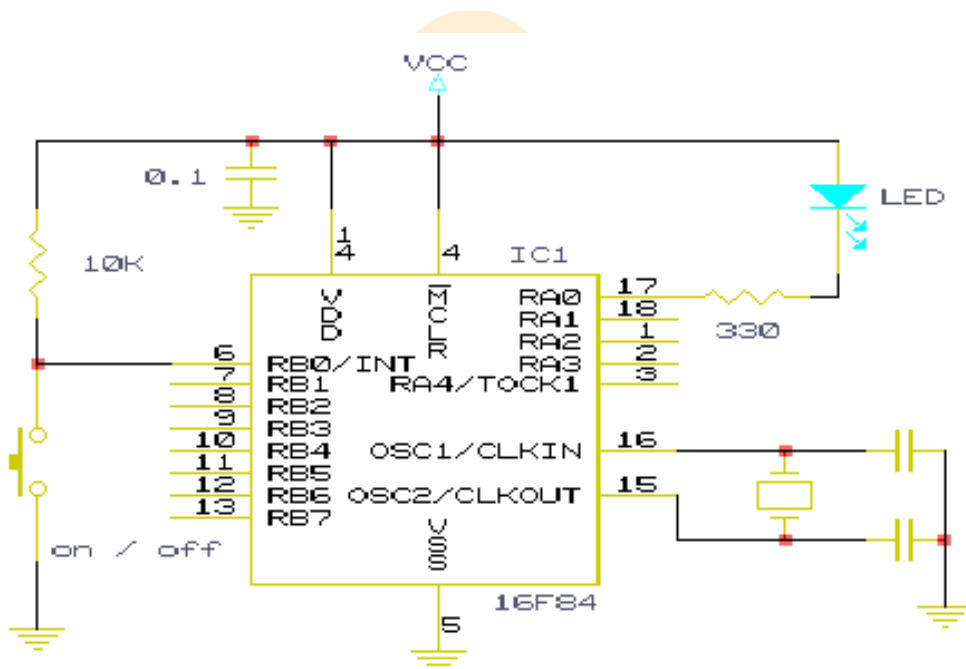 VCC
0.1
LED
10K
14
4
IC1
VDD
MCLR
RA0
17
RA1
18
330
RA2
1
RA3
2
RA4/TOCK1
3
6
RB0/INT
7
RB1
8
RB2
9
RB3
10
RB4
OSC1/CLKIN
16
11
RB5
12
RB6
OSC2/CLKOUT
15
13
RB7
VSS
on / off
16F84
5